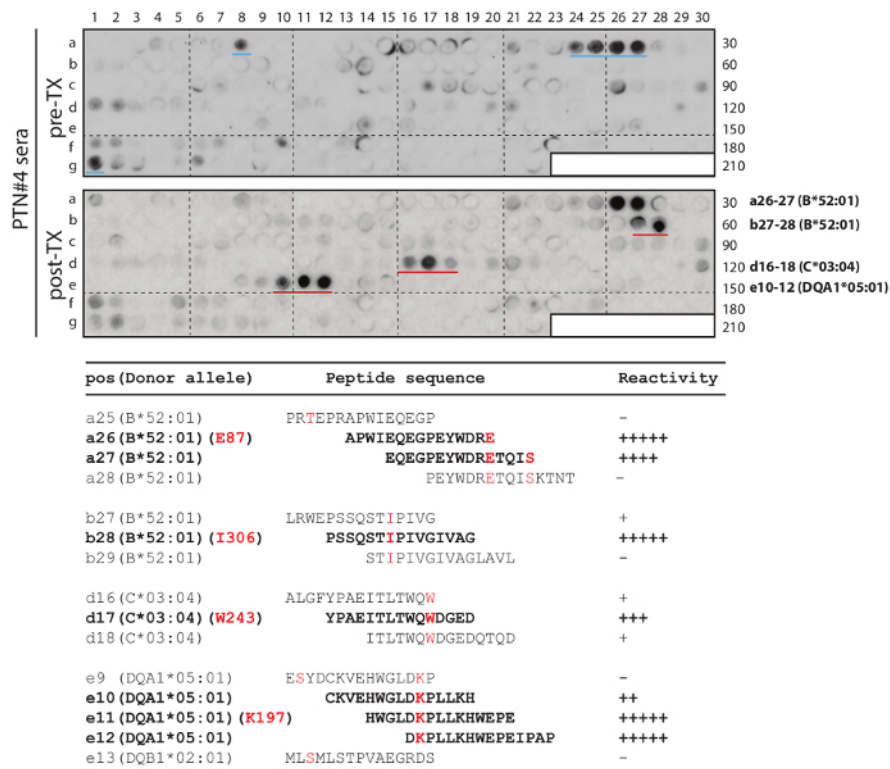 1 2 3 4 5 6 7 8 9 10 11 12 13 14 15 16 17 18 19 20 21 22 23 24 25 26 27 28 29 30
PTN#4 sera
pre-TX
a 30
b 60
c 90
d 120
e 150
f 180
g 210
post-TX
a 30 a26-27 (B*52:01)
b 60 b27-28 (B*52:01)
c 90
d 120 d16-18 (C*03:04)
e 150 e10-12 (DQA1*05:01)
f 180
g 210
pos(Donor allele) Peptide sequence Reactivity
a25(B*52:01) PRTEPRAPWIEQEGP -
a26(B*52:01)(E87) APWIEQEGPEYWDRE +++++
a27(B*52:01) EQEGPEYWDRETQIS ++++
a28(B*52:01) PEYWDRETQISKTNT -
b27(B*52:01) LRWEPSSQSTIPIVG +
b28(B*52:01)(I306) PSSQSTIPIVGIVAG +++++
b29(B*52:01) STIPIVGIVAGLAVL -
d16(C*03:04) ALGFYPAEITLTWQW +
d17(C*03:04)(W243) YPAEITLTWQWDGED +++
d18(C*03:04) ITLTWQWDGEDQTQD +
e9 (DQA1*05:01) ESYDCKVEHWGLDKP -
e10(DQA1*05:01) CKVEHWGLDKPLLKH ++
e11(DQA1*05:01)(K197) HWGLDKPLLKHWEPE +++++
e12(DQA1*05:01) DKPLLKHWEPEIPAP +++++
e13(DQB1*02:01) MLSMLSTPVAEGRDS -